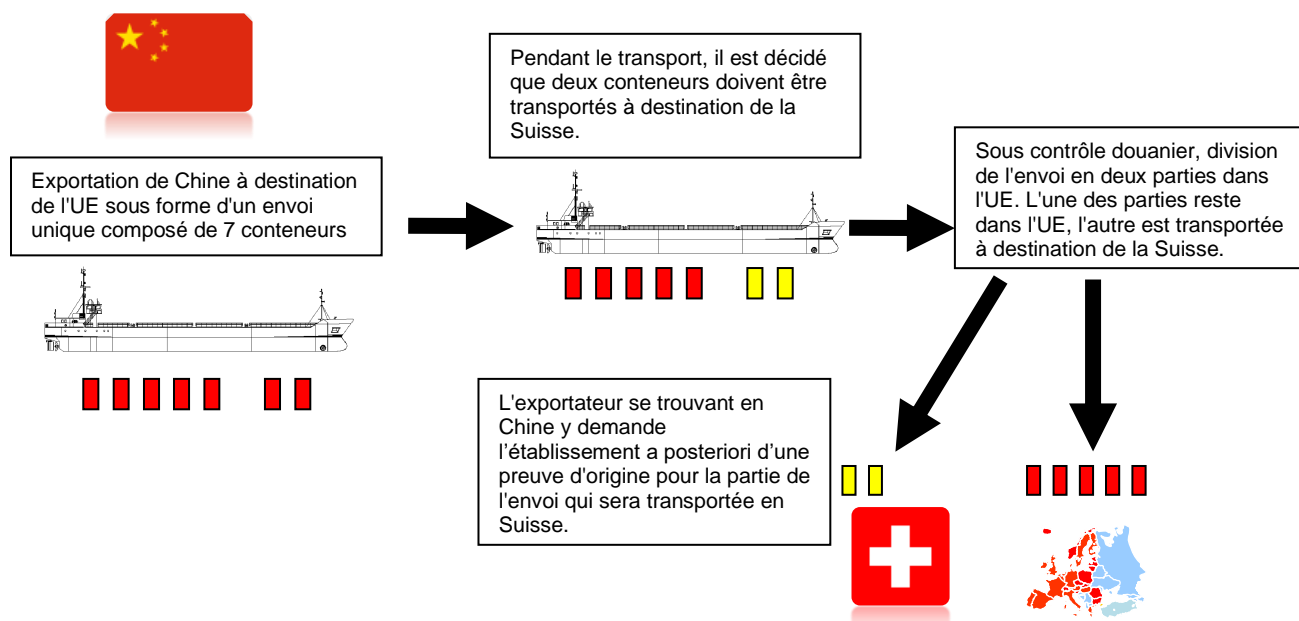 Exportation de Chine à destination
de l'UE sous forme d'un envoi
unique composé de 7 conteneurs
Pendant le transport, il est décidé
que deux conteneurs doivent être
transportés à destination de la
Suisse.
Sous contrôle douanier, division
de l'envoi en deux parties dans
l'UE. L'une des parties reste
dans l'UE, l'autre est transportée
à destination de la Suisse.
L'exportateur se trouvant en
Chine y demande
l’établissement a posteriori d’une
preuve d'origine pour la partie de
l'envoi qui sera transportée en
Suisse.